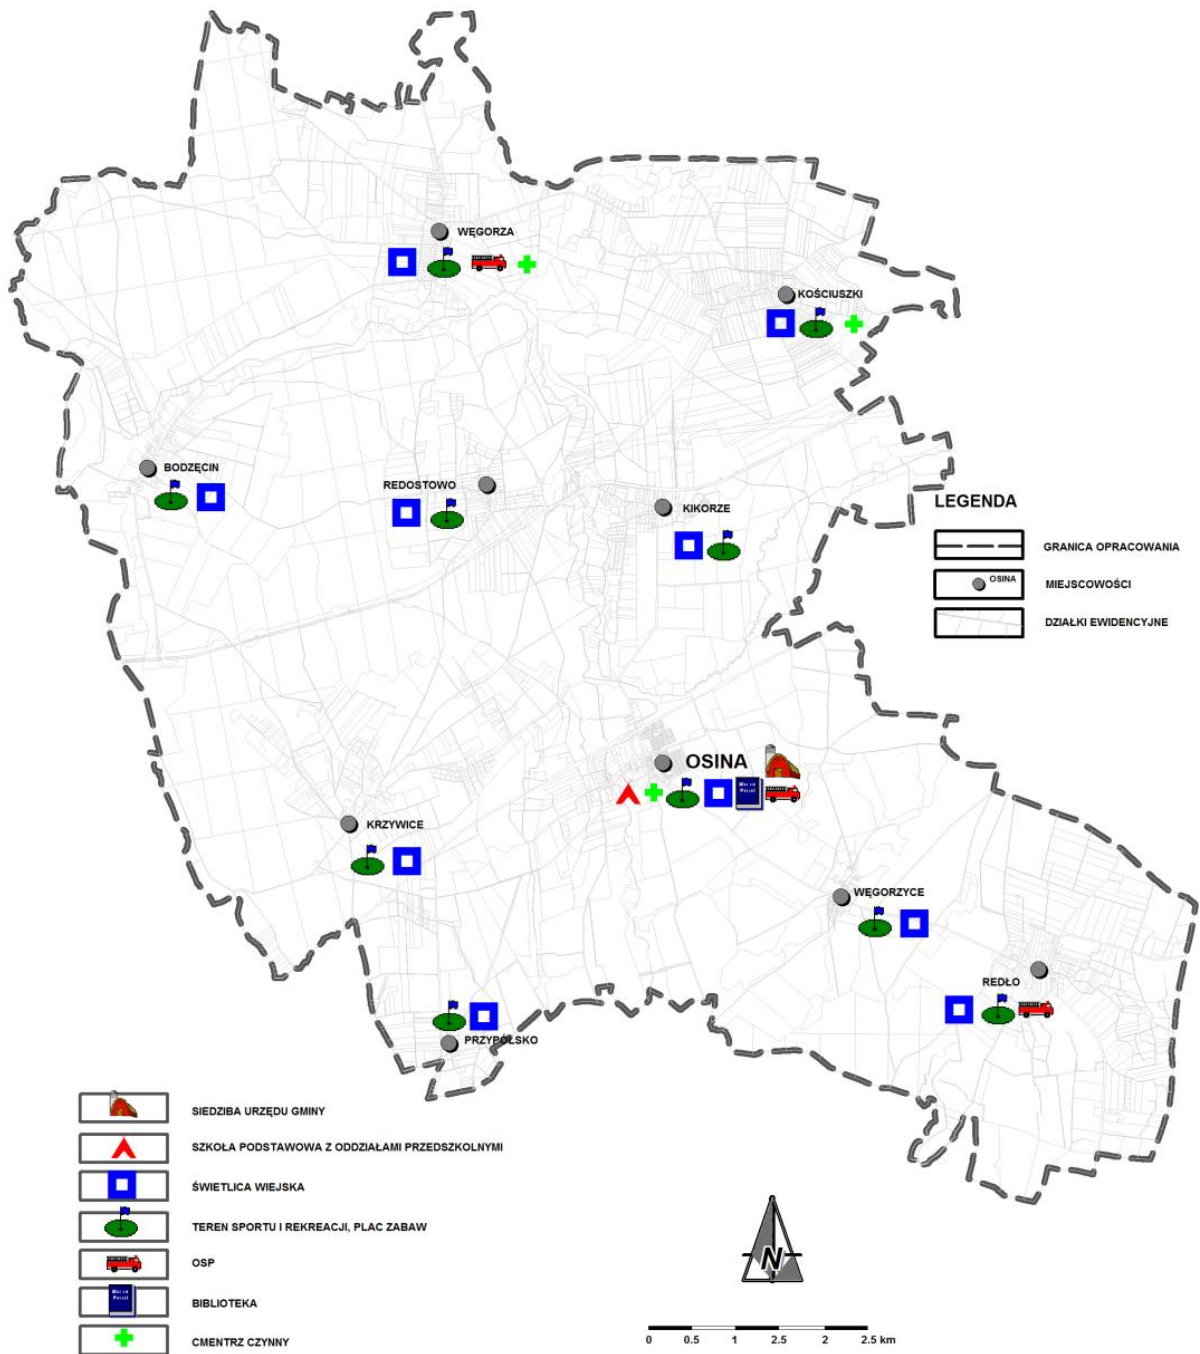 WĘGORZA
KOŚCIUSZKI
BODZĘCIN
REDOSTOWO
KIKORZE
LEGENDA
GRANICA OPRACOWANIA
OSINA
MIEJSCOWOŚCI
DZIAŁKI EWIDENCYJNE
OSINA
KRZYWICE
WĘGORZYCE
REDŁO
PRZYPÓLSKO
SIEDZIBA URZĘDU GMINY
SZKOŁA PODSTAWOWA Z ODDZIAŁAMI PRZEDSZKOLNYMI
ŚWIETLICA WIEJSKA
TEREN SPORTU I REKREACJI, PLAC ZABAW
OSP
BIBLIOTEKA
CMENTRZ CZYNNY
N
0 0.5 1 2.5 2 2.5 km